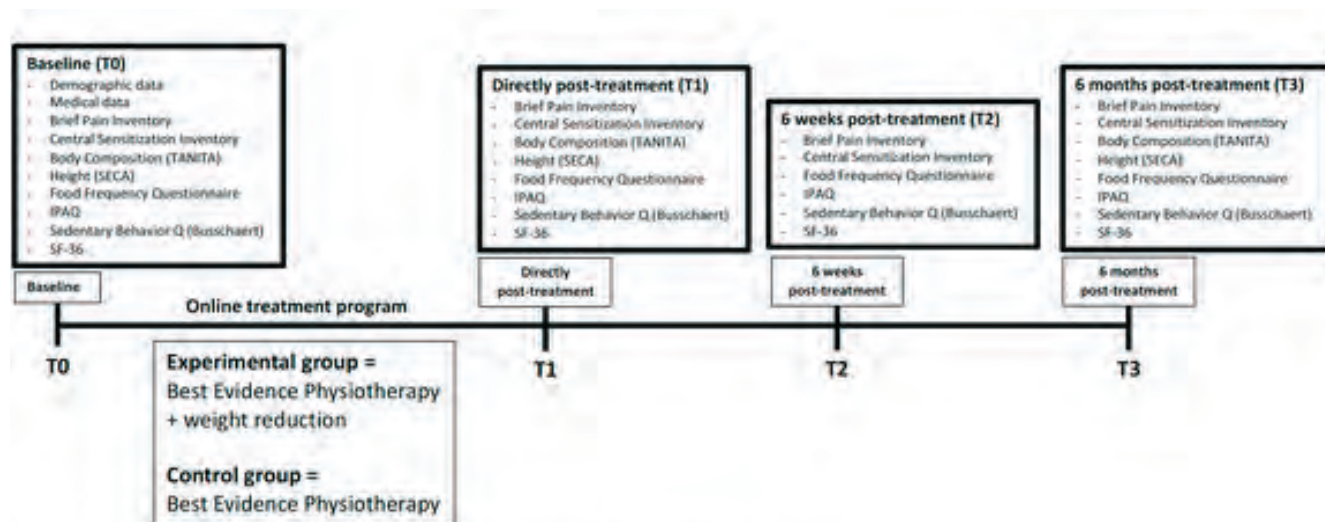 Baseline (T0)
- Demographic data
- Medical data
- Brief Pain Inventory
- Central Sensitization Inventory
- Body Composition (TANITA)
- Height (SECA)
- Food Frequency Questionnaire
- IPAQ
- Sedentary Behavior Q (Busschaert)
- SF-36
Directly post-treatment (T1)
- Brief Pain Inventory
- Central Sensitization Inventory
- Body Composition (TANITA)
- Height (SECA)
- Food Frequency Questionnaire
- IPAQ
- Sedentary Behavior Q (Busschaert)
- SF-36
6 weeks post-treatment (T2)
- Brief Pain Inventory
- Central Sensitization Inventory
- Food Frequency Questionnaire
- IPAQ
- Sedentary Behavior Q (Busschaert)
- SF-36
6 months post-treatment (T3)
- Brief Pain Inventory
- Central Sensitization Inventory
- Body Composition (TANITA)
- Height (SECA)
- Food Frequency Questionnaire
- IPAQ
- Sedentary Behavior Q (Busschaert)
- SF-36
Baseline
Directly
post-treatment
6 weeks
post-treatment
6 months
post-treatment
Online treatment program
T0
T1
T2
T3
Experimental group =
Best Evidence Physiotherapy
+ weight reduction
Control group =
Best Evidence Physiotherapy